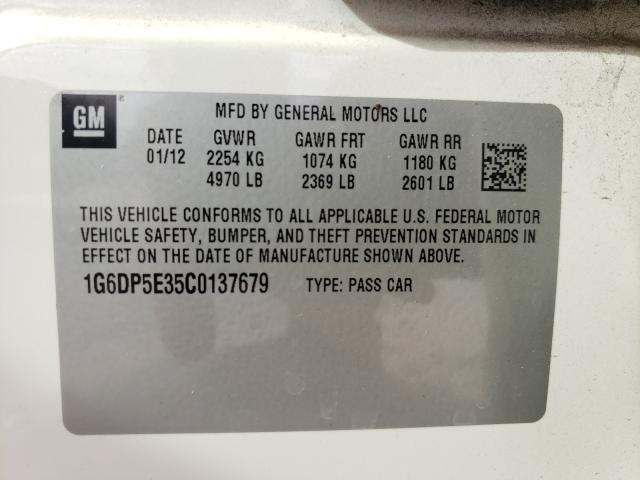 GM ®
MFD BY GENERAL MOTORS LLC
DATE GVWR GAWR FRT GAWR RR
01/12 2254 KG 1074 KG 1180 KG
4970 LB 2369 LB 2601 LB
THIS VEHICLE CONFORMS TO ALL APPLICABLE U.S. FEDERAL MOTOR
VEHICLE SAFETY, BUMPER, AND THEFT PREVENTION STANDARDS IN
EFFECT ON THE DATE OF MANUFACTURE SHOWN ABOVE.
1G6DP5E35C0137679 TYPE: PASS CAR